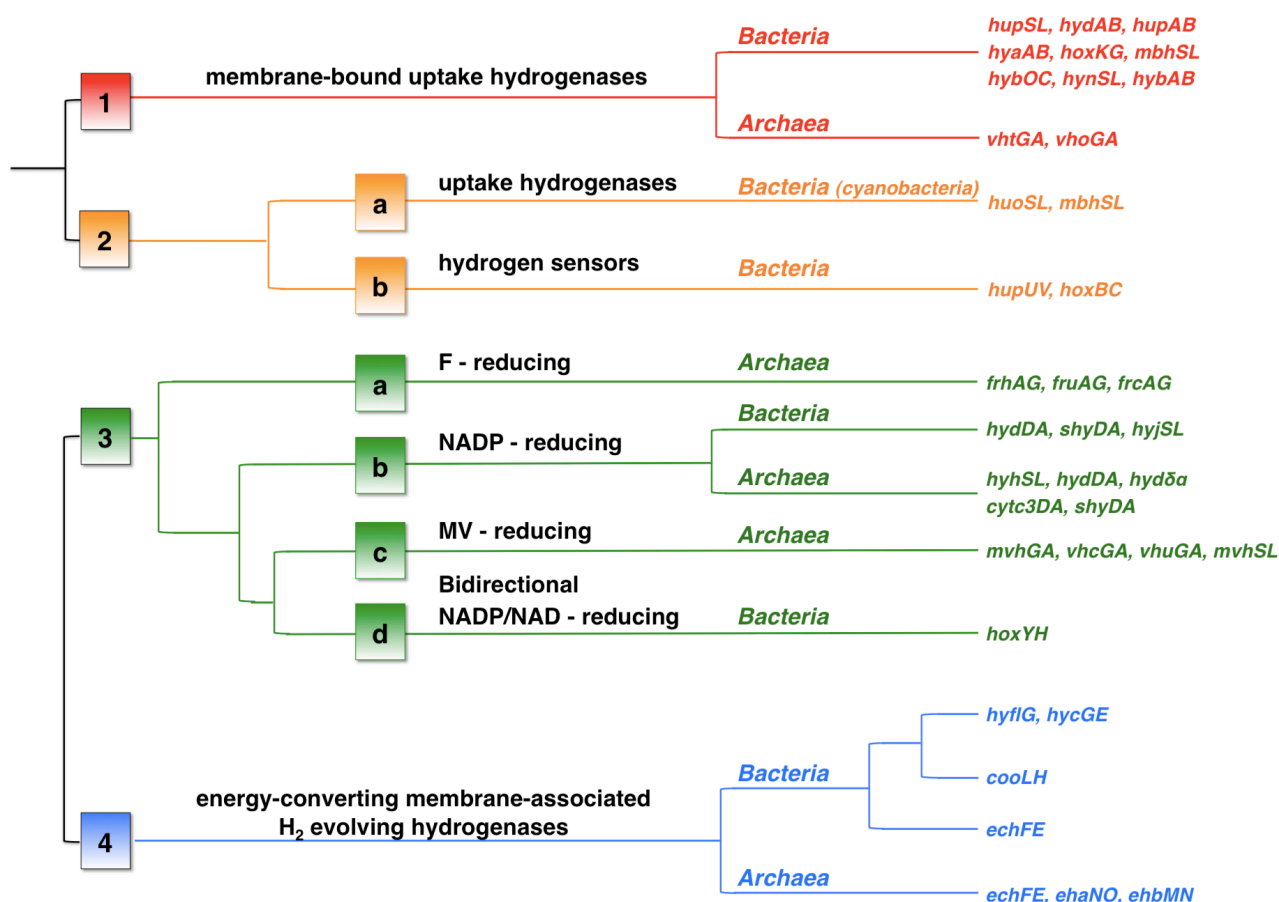 Bacteria
hupSL, hydAB, hupAB
hyaAB, hoxKG, mbhSL
hybOC, hynSL, hybAB
membrane-bound uptake hydrogenases
1
Archaea
vhtGA, vhoGA
2
a
uptake hydrogenases
Bacteria (cyanobacteria)
huoSL, mbhSL
b
hydrogen sensors
Bacteria
hupUV, hoxBC
3
a
F - reducing
Archaea
frhAG, fruAG, frcAG
b
NADP - reducing
Bacteria
hydDA, shyDA, hyjSL
Archaea
hyhSL, hydDA, hydδα
cytc3DA, shyDA
c
MV - reducing
Archaea
mvhGA, vhcGA, vhuGA, mvhSL
d
Bidirectional
NADP/NAD - reducing
Bacteria
hoxYH
4
energy-converting membrane-associated
H2 evolving hydrogenases
Bacteria
hyfIG, hycGE
cooLH
echFE
Archaea
echFE, ehaNO, ehbMN